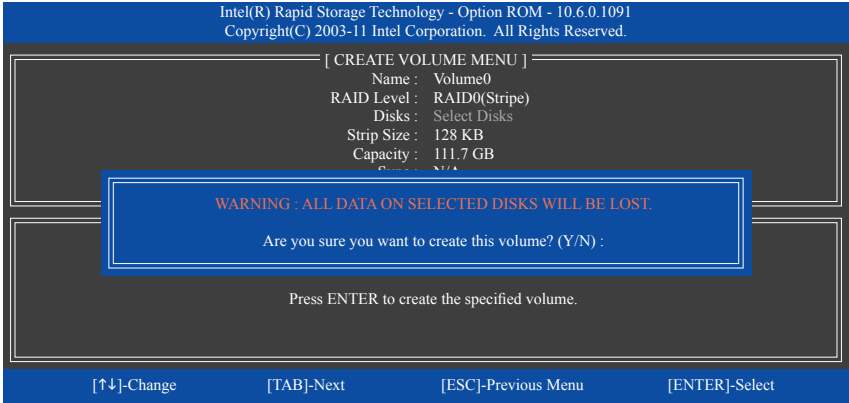 Intel(R) Rapid Storage Technology - Option ROM - 10.6.0.1091
Copyright(C) 2003-11 Intel Corporation. All Rights Reserved.
[ CREATE VOLUME MENU ]
Name : Volume0
RAID Level : RAID0(Stripe)
Disks : Select Disks
Strip Size : 128 KB
Capacity : 111.7 GB
WARNING : ALL DATA ON SELECTED DISKS WILL BE LOST.
Are you sure you want to create this volume? (Y/N) :
Press ENTER to create the specified volume.
[↑↓]-Change [TAB]-Next [ESC]-Previous Menu [ENTER]-Select